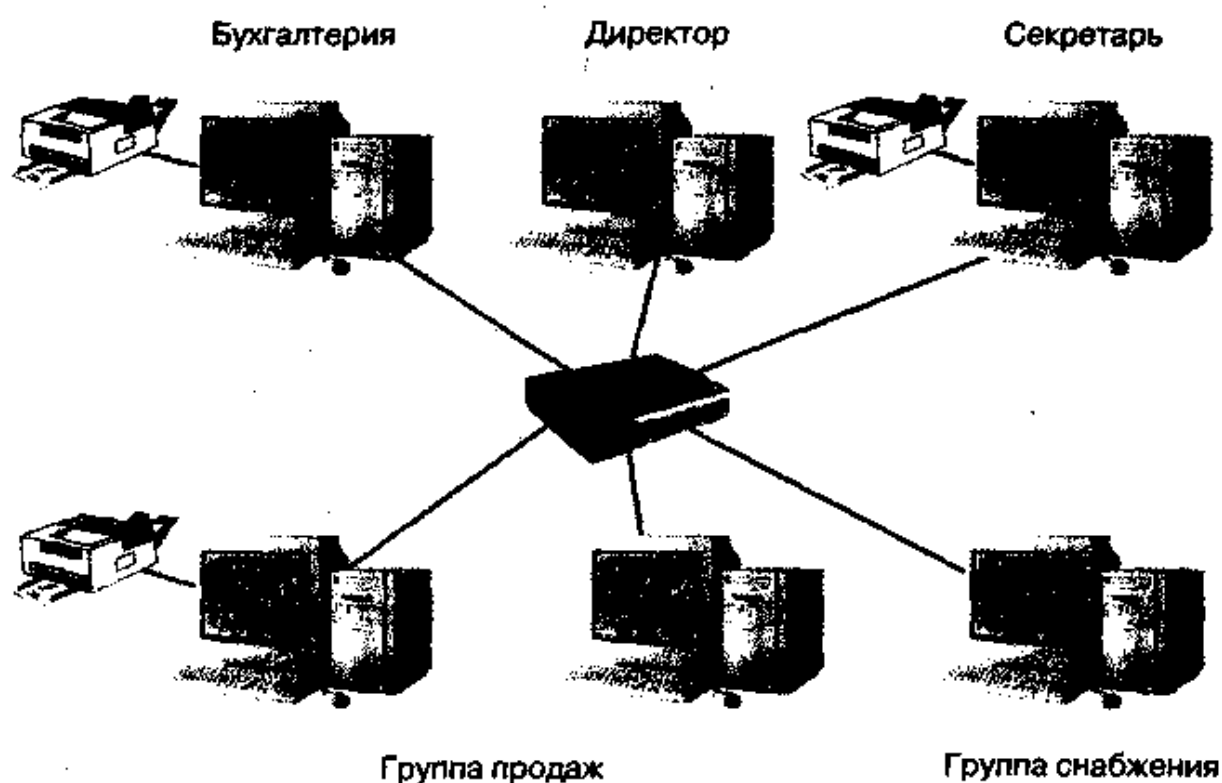 Бухгалтерия
Директор
Секретарь
Группа продаж
Группа снабжения